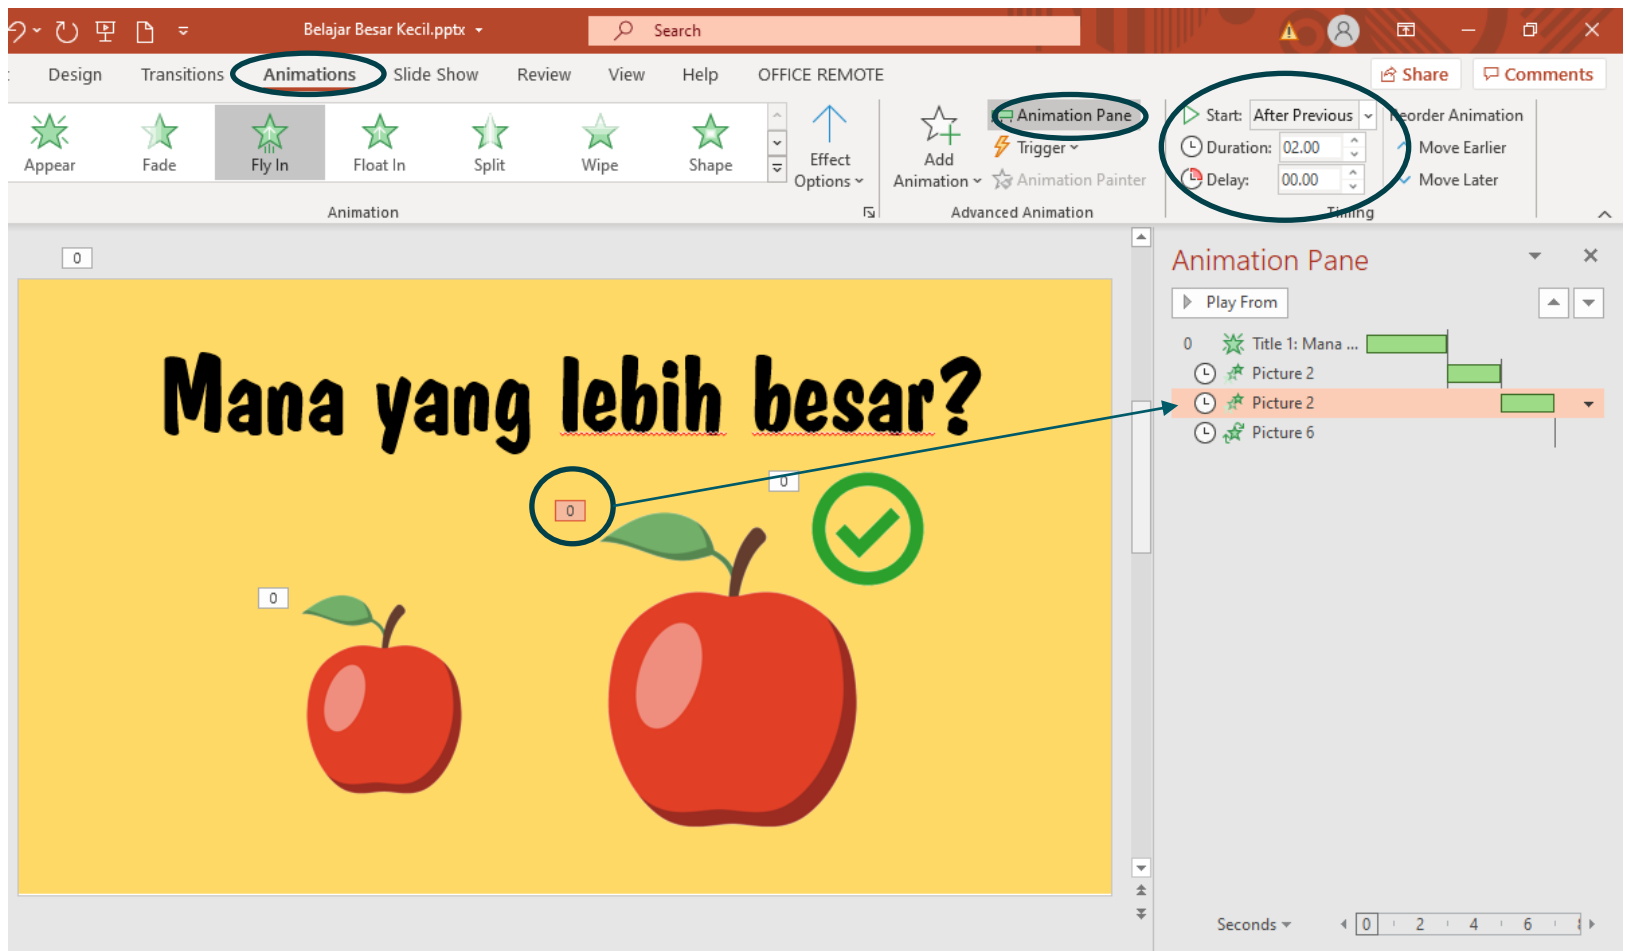 Belajar Besar Kecil.pptx
Search
Design Transitions Animations Slide Show Review View Help OFFICE REMOTE
Share Comments
Appear Fade Fly In Float In Split Wipe Shape
Effect
Options
Add
Animation
Animation Pane
Trigger
Animation Painter
Start: After Previous
Duration: 02.00
Delay: 00.00
Reorder Animation
Move Earlier
Move Later
Animation
Advanced Animation
Timing
0
Mana yang lebih besar?
0
0
0
Animation Pane
Play From
0 Title 1: Mana ...
Picture 2
Picture 2
Picture 6
Seconds 0 2 4 6